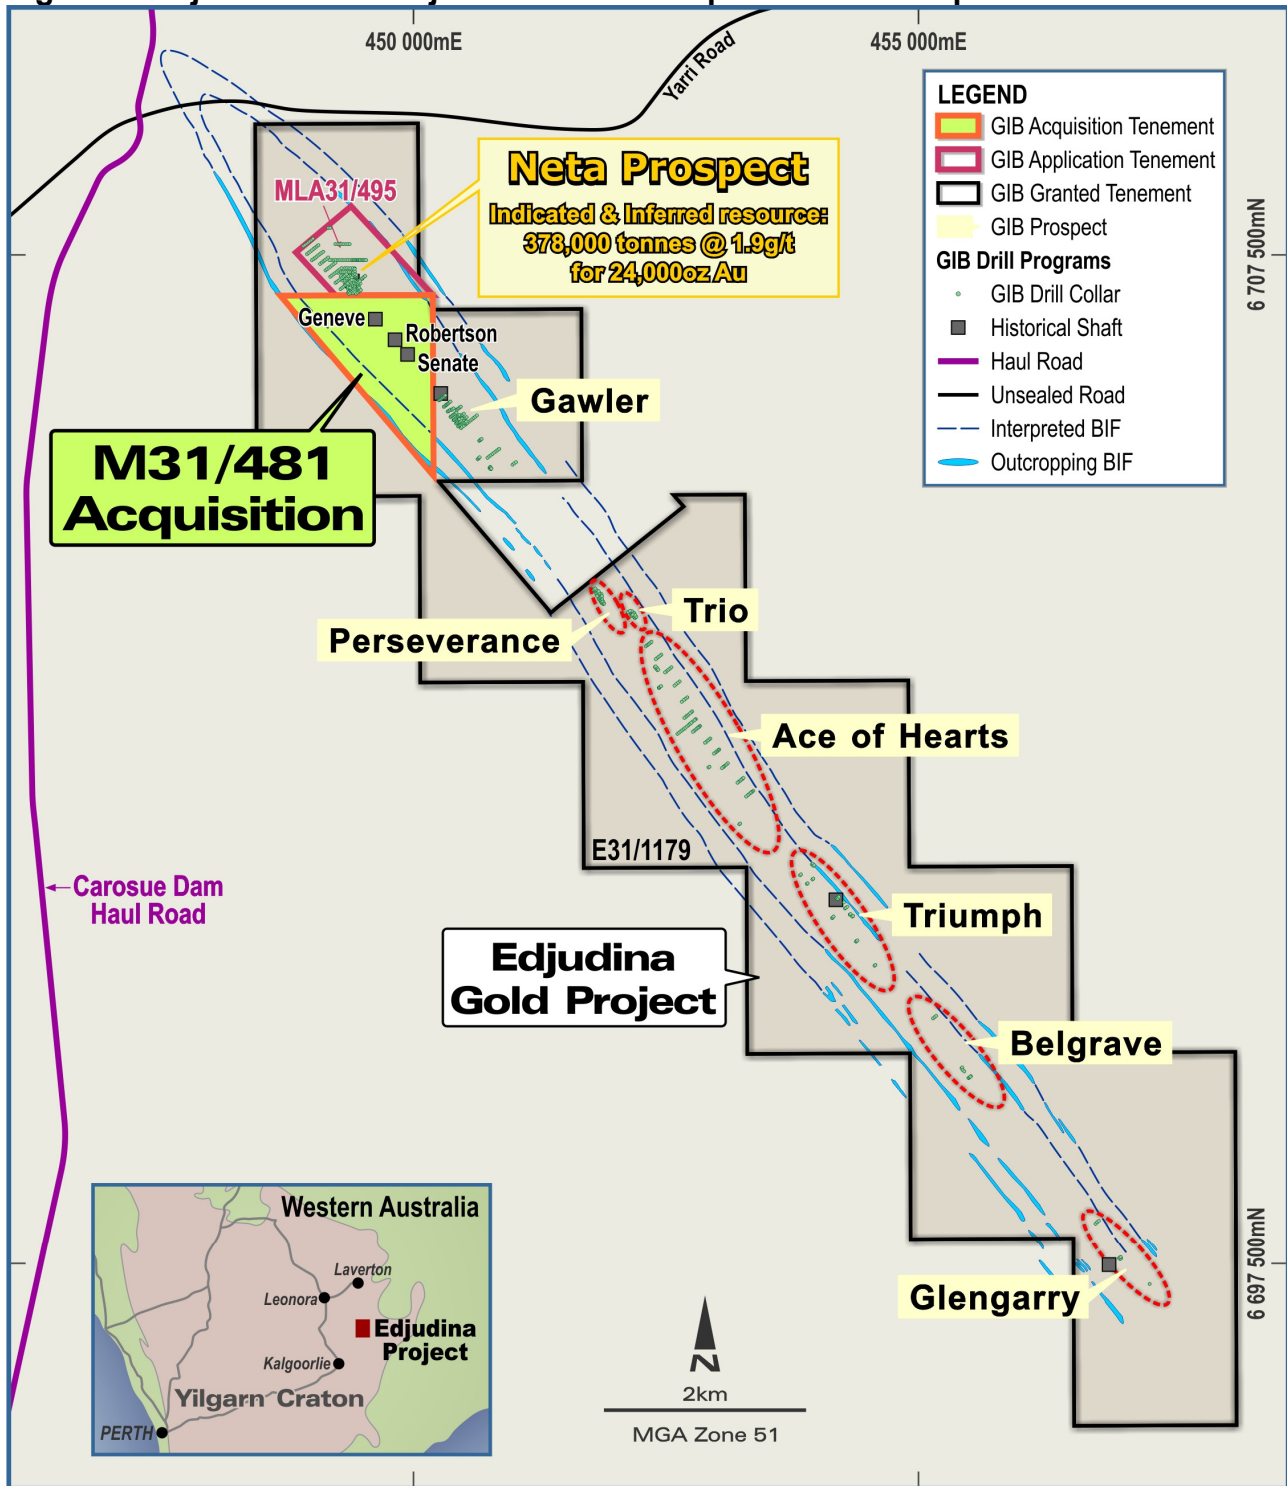 450 000mE
455 000mE
Yarri Road
LEGEND
GIB Acquisition Tenement
GIB Application Tenement
GIB Granted Tenement
GIB Prospect
GIB Drill Programs
GIB Drill Collar
Historical Shaft
Haul Road
Unsealed Road
Interpreted BIF
Outcropping BIF
6 707 500mN
Neta Prospect
Indicated & Inferred resource:
378,000 tonnes @ 1.9g/t
for 24,000oz Au
MLA31/495
Geneve
Robertson
Senate
Gawler
M31/481
Acquisition
Trio
Perseverance
Ace of Hearts
E31/1179
Carosue Dam
Haul Road
Triumph
Edjudina
Gold Project
Belgrave
Glengarry
6 697 500mN
Western Australia
Laverton
Leonora
Edjudina
Project
Kalgoorlie
Yilgarn Craton
PERTH
N
2km
MGA Zone 51